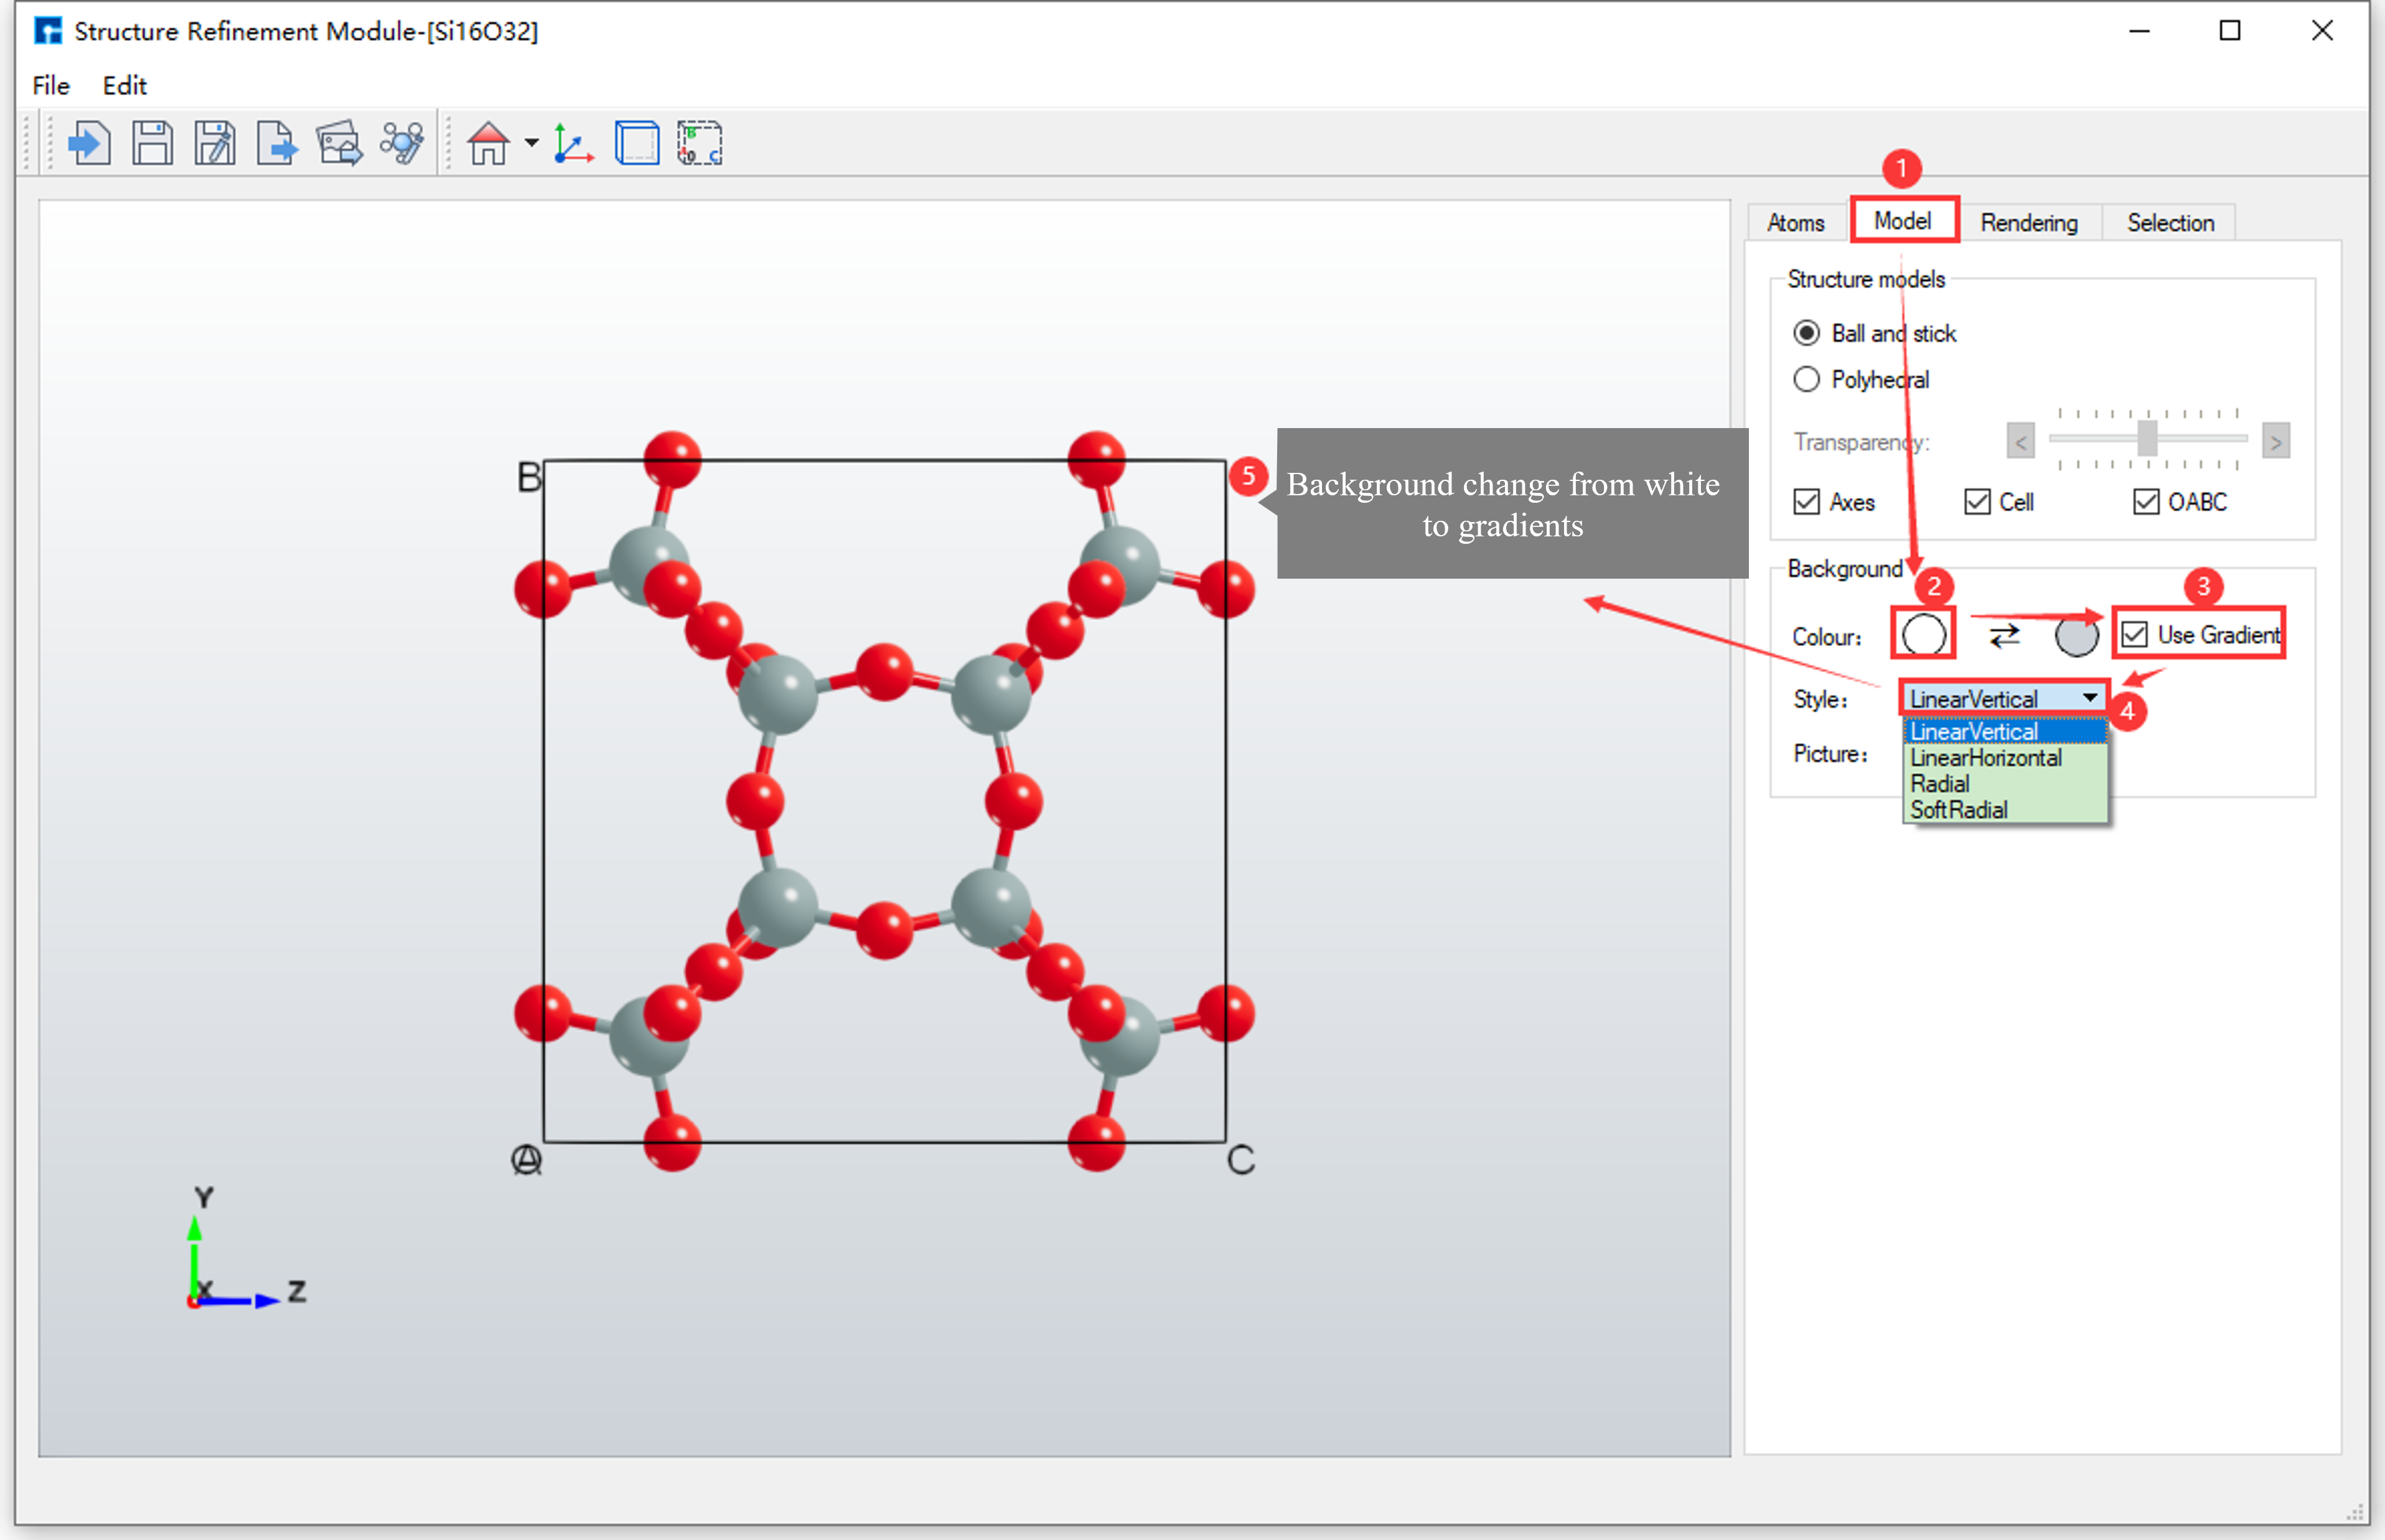 Structure Refinement Module-[Si16O32]
File Edit
B
O C
1
Atoms Model Rendering Selection
Structure models
Ball and stick
Polyhedral
Transparency:
< >
Axes Cell OABC
B
5
Background change from white
to gradients
Background
2 3
Colour: Use Gradient
Style: LinearVertical
4
LinearVertical
LinearHorizontal
Picture:
Radial
SoftRadial
A C
Y
X Z